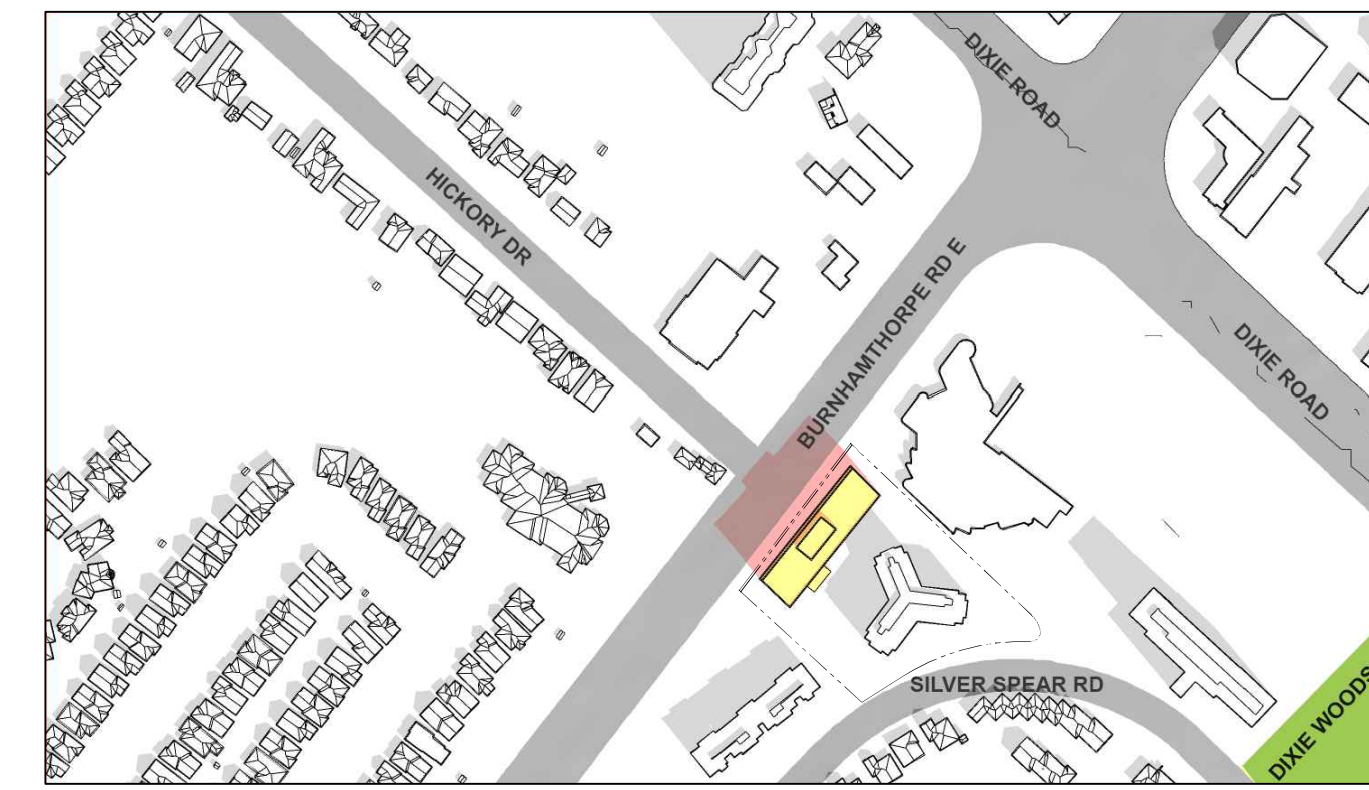 DIXIE ROAD
HICKORY DR
BURNHAMTHORPE RD E
DIXIE ROAD
SILVER SPEAR RD
DIXIE WOODS